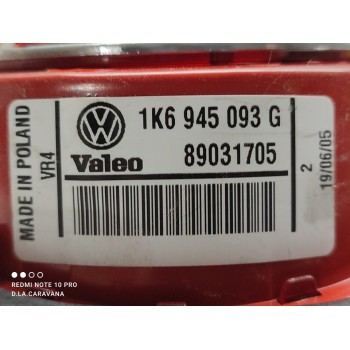 MADE IN POLAND
VR4
VW
1K6 945 093 G
Valeo
89031705
2
19/06/05
REDMI NOTE 10 PRO
D.LA.CARAVANA